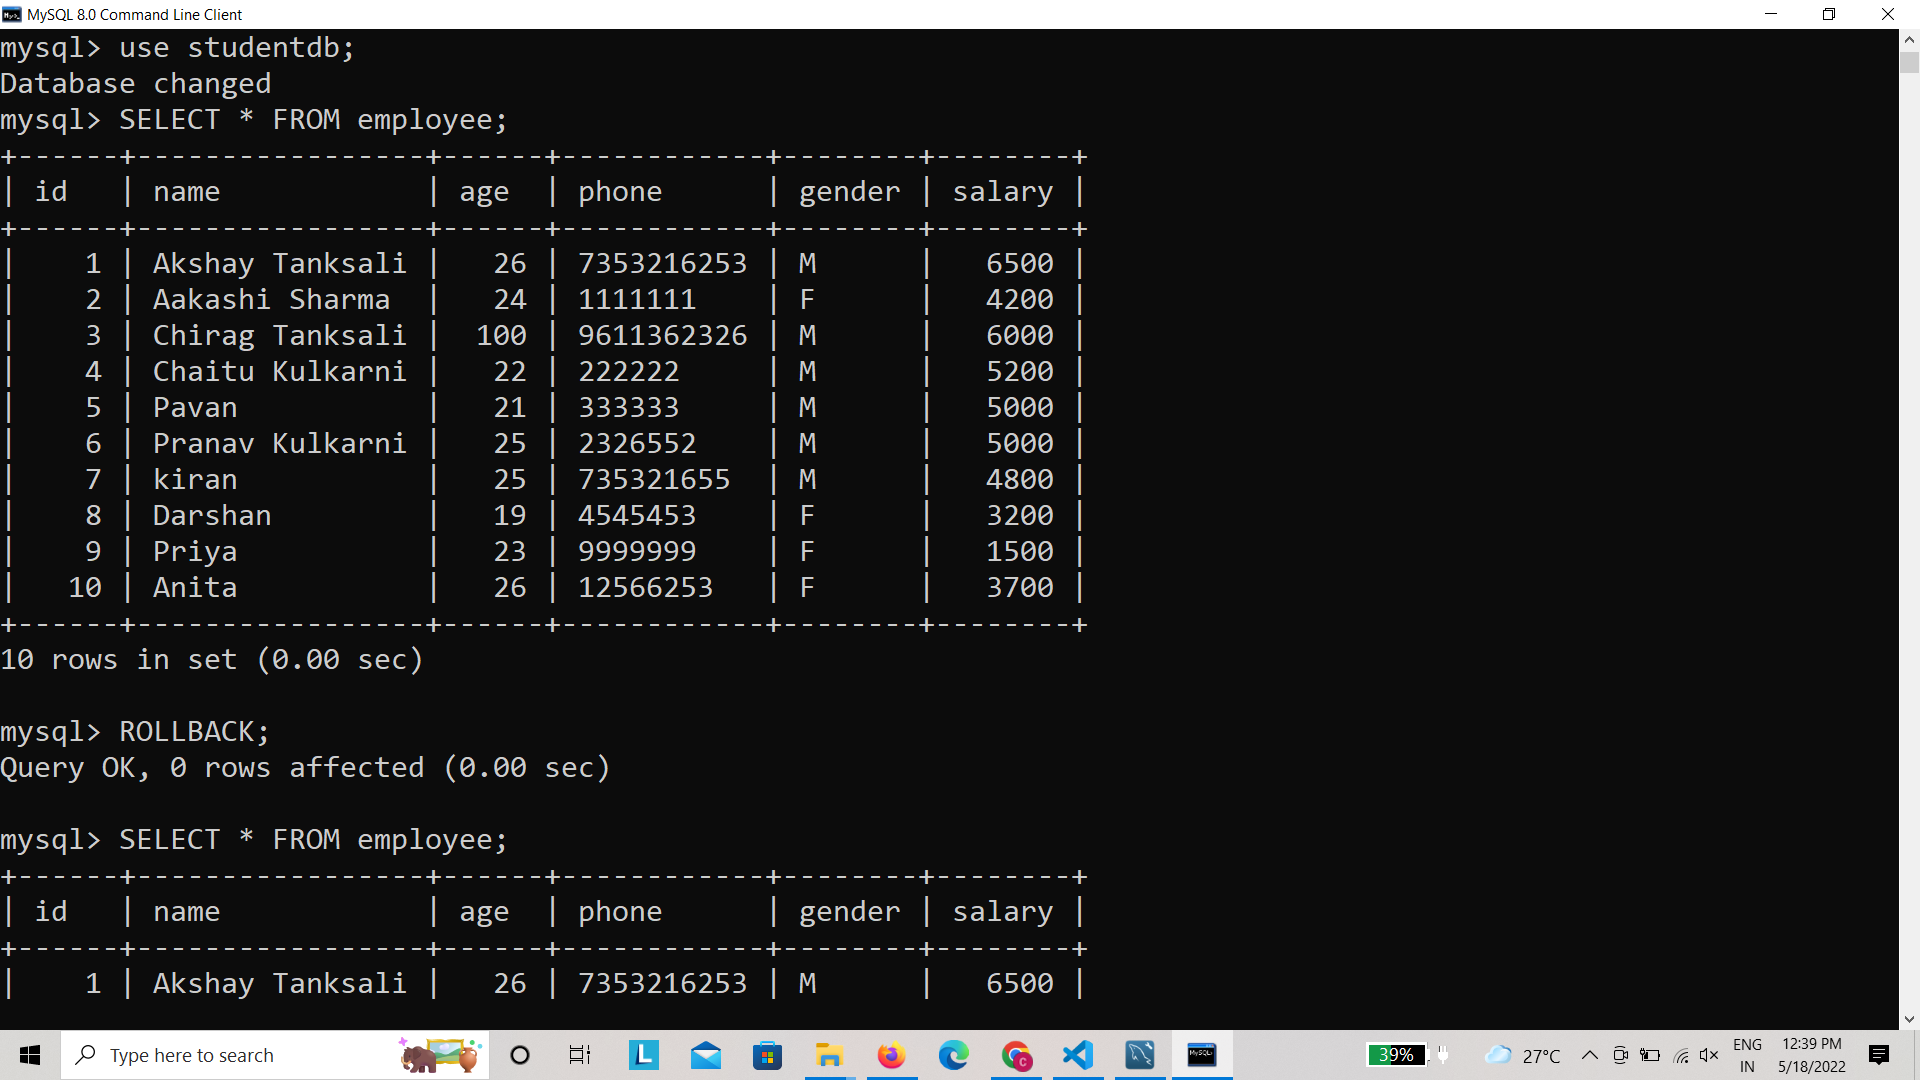 MySQL 8.0 Command Line Client
mysql> use studentdb;
Database changed
mysql> SELECT * FROM employee;
+------+-----------------+------+------------+--------+--------+
| id   | name            | age  | phone      | gender | salary |
+------+-----------------+------+------------+--------+--------+
|    1 | Akshay Tanksali |   26 | 7353216253 | M      |   6500 |
|    2 | Aakashi Sharma  |   24 | 1111111    | F      |   4200 |
|    3 | Chirag Tanksali |  100 | 9611362326 | M      |   6000 |
|    4 | Chaitu Kulkarni |   22 | 222222     | M      |   5200 |
|    5 | Pavan           |   21 | 333333     | M      |   5000 |
|    6 | Pranav Kulkarni |   25 | 2326552    | M      |   5000 |
|    7 | kiran           |   25 | 735321655  | M      |   4800 |
|    8 | Darshan         |   19 | 4545453    | F      |   3200 |
|    9 | Priya           |   23 | 9999999    | F      |   1500 |
|   10 | Anita           |   26 | 12566253   | F      |   3700 |
+------+-----------------+------+------------+--------+--------+
10 rows in set (0.00 sec)
mysql> ROLLBACK;
Query OK, 0 rows affected (0.00 sec)
mysql> SELECT * FROM employee;
+------+-----------------+------+------------+--------+--------+
| id   | name            | age  | phone      | gender | salary |
+------+-----------------+------+------------+--------+--------+
|    1 | Akshay Tanksali |   26 | 7353216253 | M      |   6500 |
Type here to search
L
MySQL
39%
27°C
ENG
IN
12:39 PM
5/18/2022